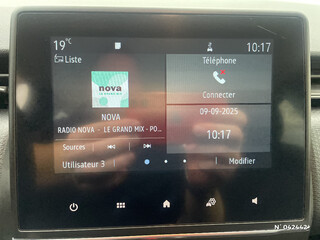 19 °C
10:17
Liste
Téléphone
nova
Connecter
NOVA
09-09-2025
RADIO NOVA - LE GRAND MIX - PO...
10:17
Sources
Utilisateur 3
Modifier